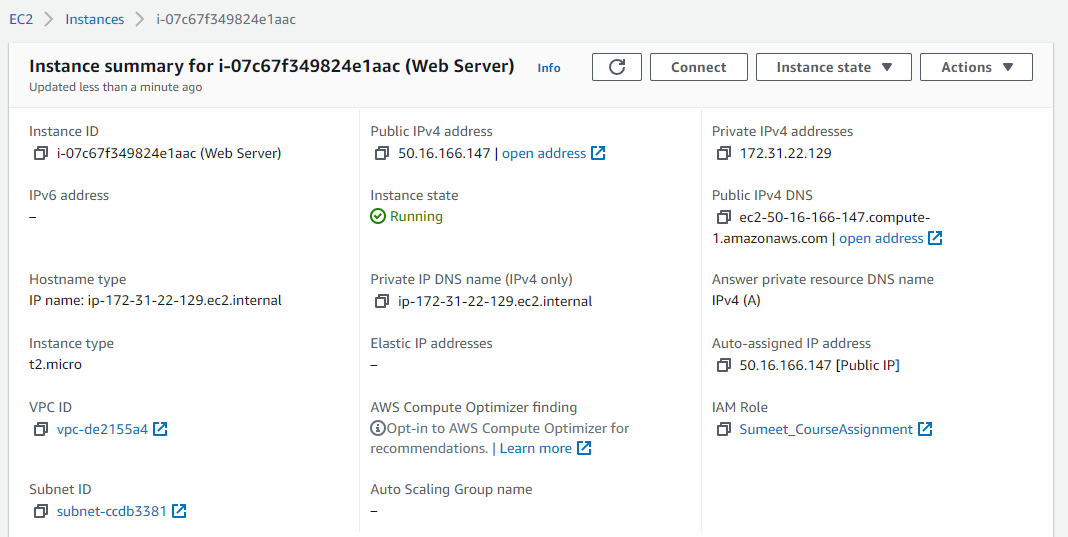 EC2 > Instances > i-07c67f349824e1aac
Instance summary for i-07c67f349824e1aac (Web Server) Info
Connect Instance state Actions
Updated less than a minute ago
Instance ID
i-07c67f349824e1aac (Web Server)
Public IPv4 address
50.16.166.147 | open address
Private IPv4 addresses
172.31.22.129
IPv6 address
–
Instance state
Running
Public IPv4 DNS
ec2-50-16-166-147.compute-
1.amazonaws.com | open address
Hostname type
IP name: ip-172-31-22-129.ec2.internal
Private IP DNS name (IPv4 only)
ip-172-31-22-129.ec2.internal
Answer private resource DNS name
IPv4 (A)
Instance type
t2.micro
Elastic IP addresses
–
Auto-assigned IP address
50.16.166.147 [Public IP]
VPC ID
vpc-de2155a4
AWS Compute Optimizer finding
Opt-in to AWS Compute Optimizer for
recommendations. | Learn more
IAM Role
Sumeet_CourseAssignment
Subnet ID
subnet-ccdb3381
Auto Scaling Group name
–